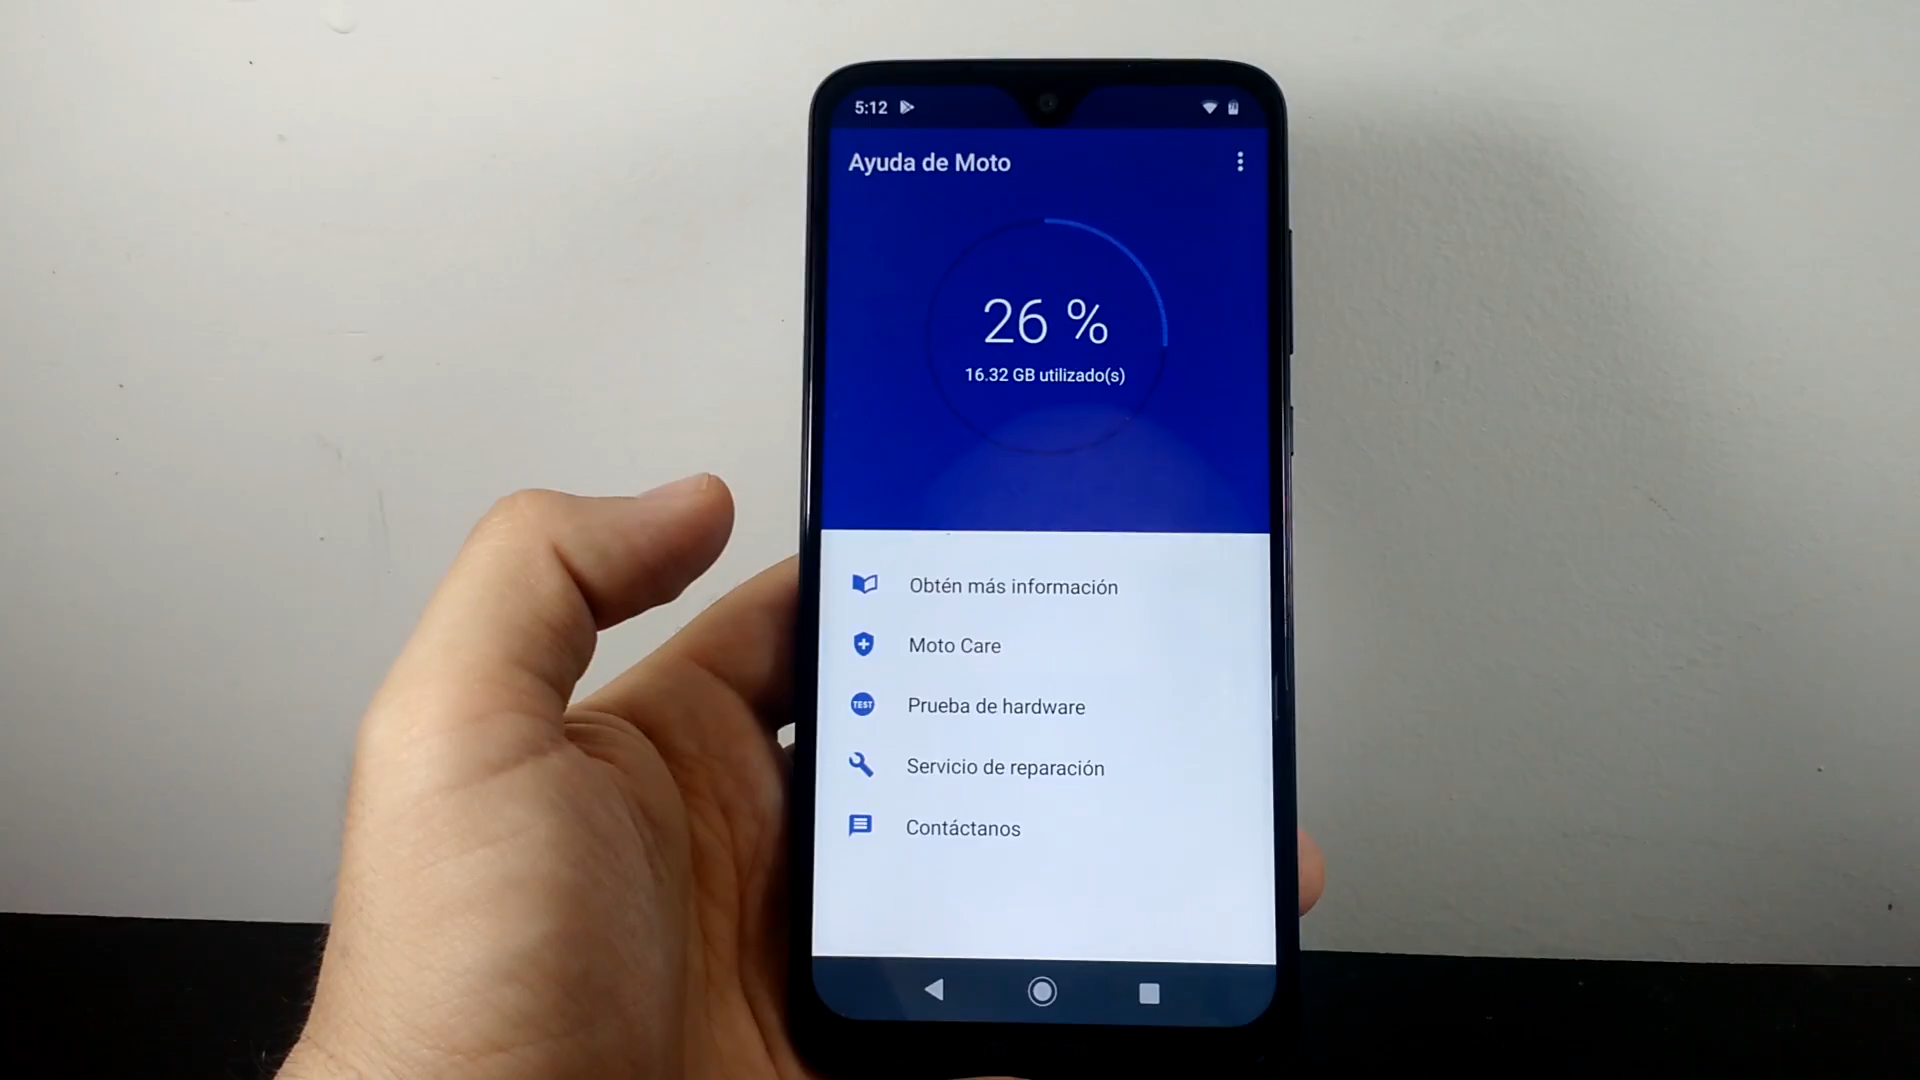 5:12
Ayuda de Moto
26 %
16.32 GB utilizado(s)
Obtén más información
Moto Care
TEST
Prueba de hardware
Servicio de reparación
Contáctanos